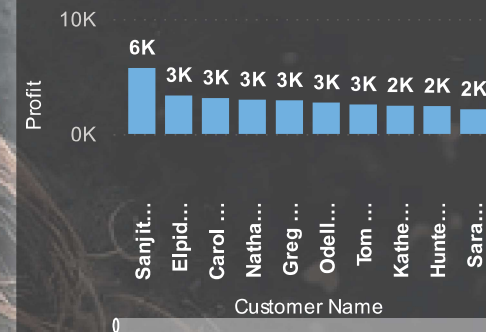 10K
6K
3K 3K 3K 3K 3K 3K 2K 2K 2K
Profit
0K
Sanjit...
Elpid...
Carol ...
Natha...
Greg ...
Odell...
Tom ...
Kathe...
Hunte...
Sara...
Customer Name